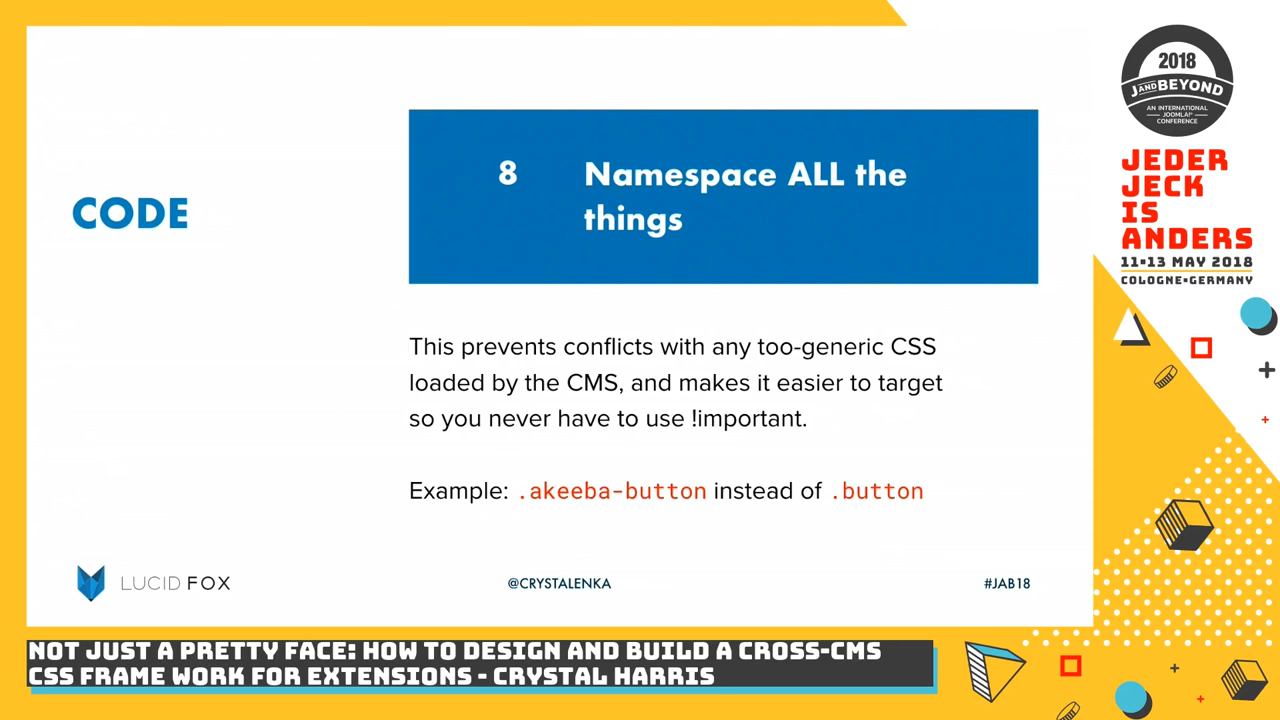 CODE
8 Namespace ALL the
things
This prevents conflicts with any too-generic CSS
loaded by the CMS, and makes it easier to target
so you never have to use !important.
Example: .akeeba-button instead of .button
LUCID FOX
@CRYSTALENKA
#JAB18
2018
J AND BEYOND
AN INTERNATIONAL
JOOMLA!®
CONFERENCE
JEDER
JECK
IS
ANDERS
11-13 MAY 2018
COLOGNE•GERMANY
NOT JUST A PRETTY FACE: HOW TO DESIGN AND BUILD A CROSS-CMS
CSS FRAME WORK FOR EXTENSIONS - CRYSTAL HARRIS